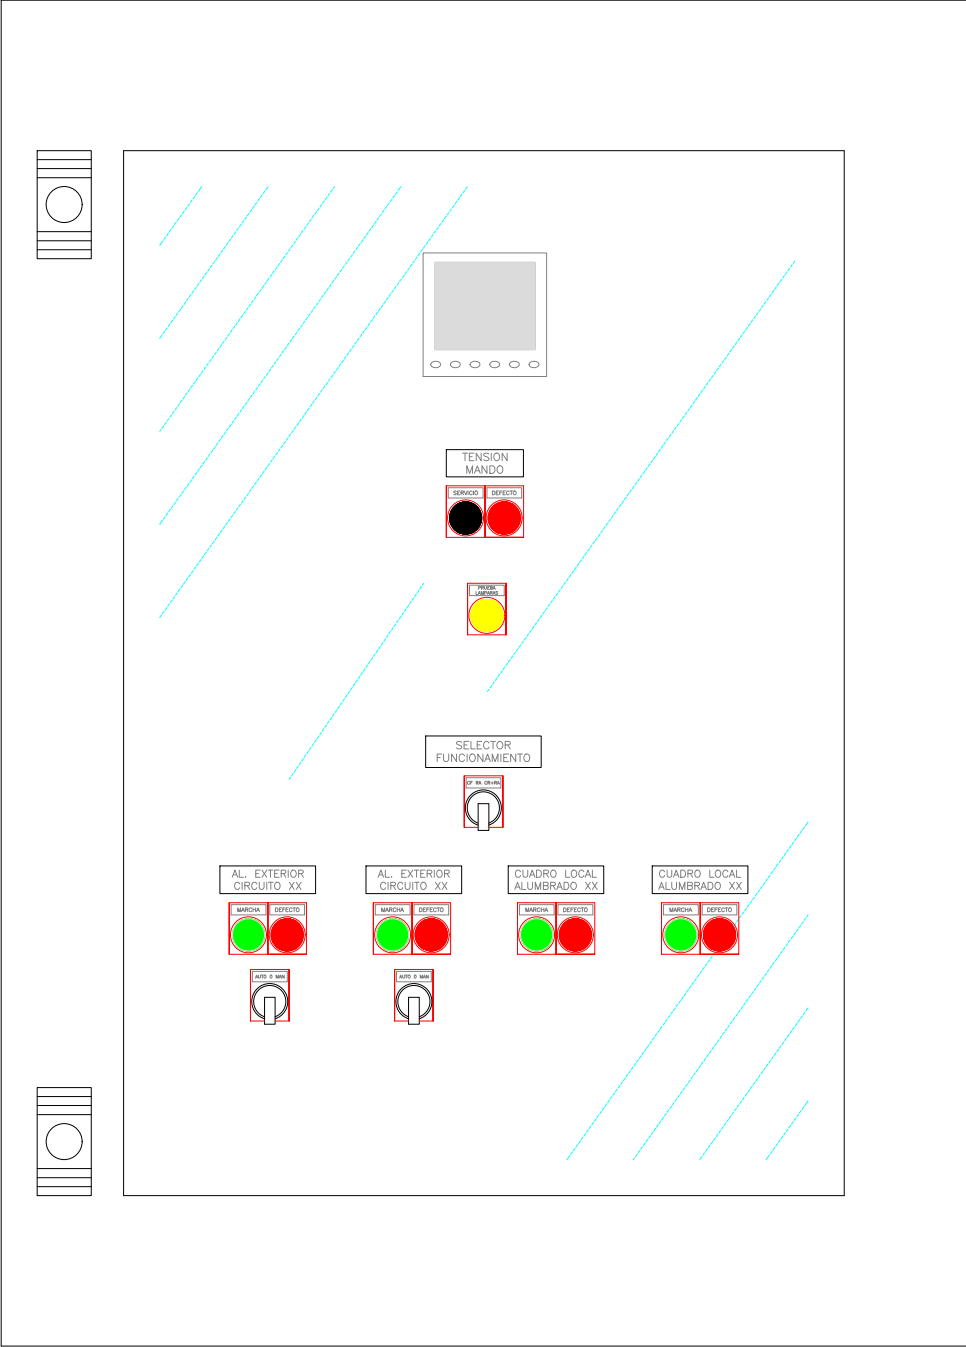 TENSION
MANDO
SERVICIO
DEFECTO
PRUEBA
LAMPARAS
SELECTOR
FUNCIONAMIENTO
CF RA CR+RA
AL. EXTERIOR
CIRCUITO XX
AL. EXTERIOR
CIRCUITO XX
CUADRO LOCAL
ALUMBRADO XX
CUADRO LOCAL
ALUMBRADO XX
MARCHA
DEFECTO
MARCHA
DEFECTO
MARCHA
DEFECTO
MARCHA
DEFECTO
AUTO 0 MAN
AUTO 0 MAN